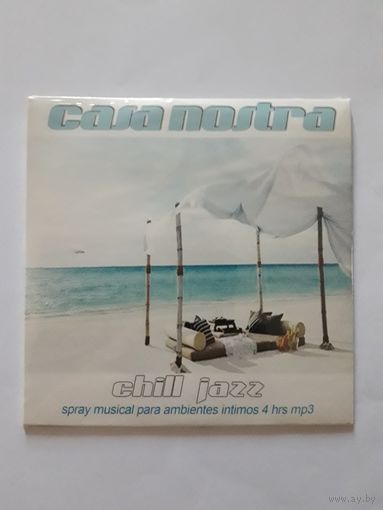 casa nostra
chill jazz
spray musical para ambientes intimos 4 hrs mp3
www.ay.by